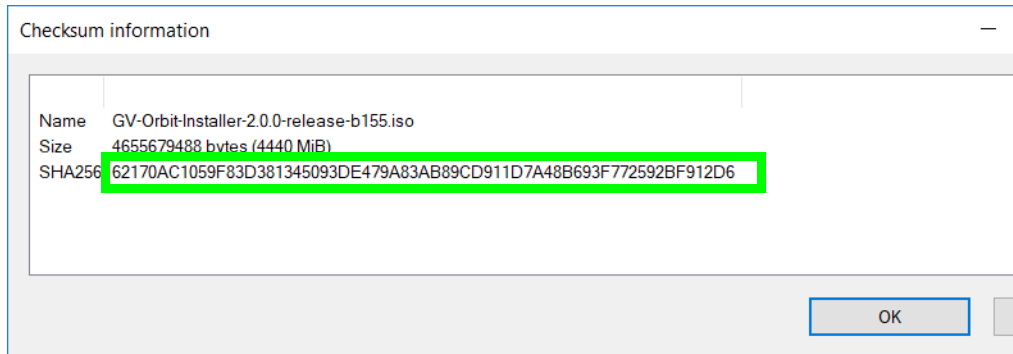 Checksum information
Name GV-Orbit-Installer-2.0.0-release-b155.iso
Size 4655679488 bytes (4440 MiB)
SHA256 62170AC1059F83D381345093DE479A83AB89CD911D7A48B693F772592BF912D6
OK